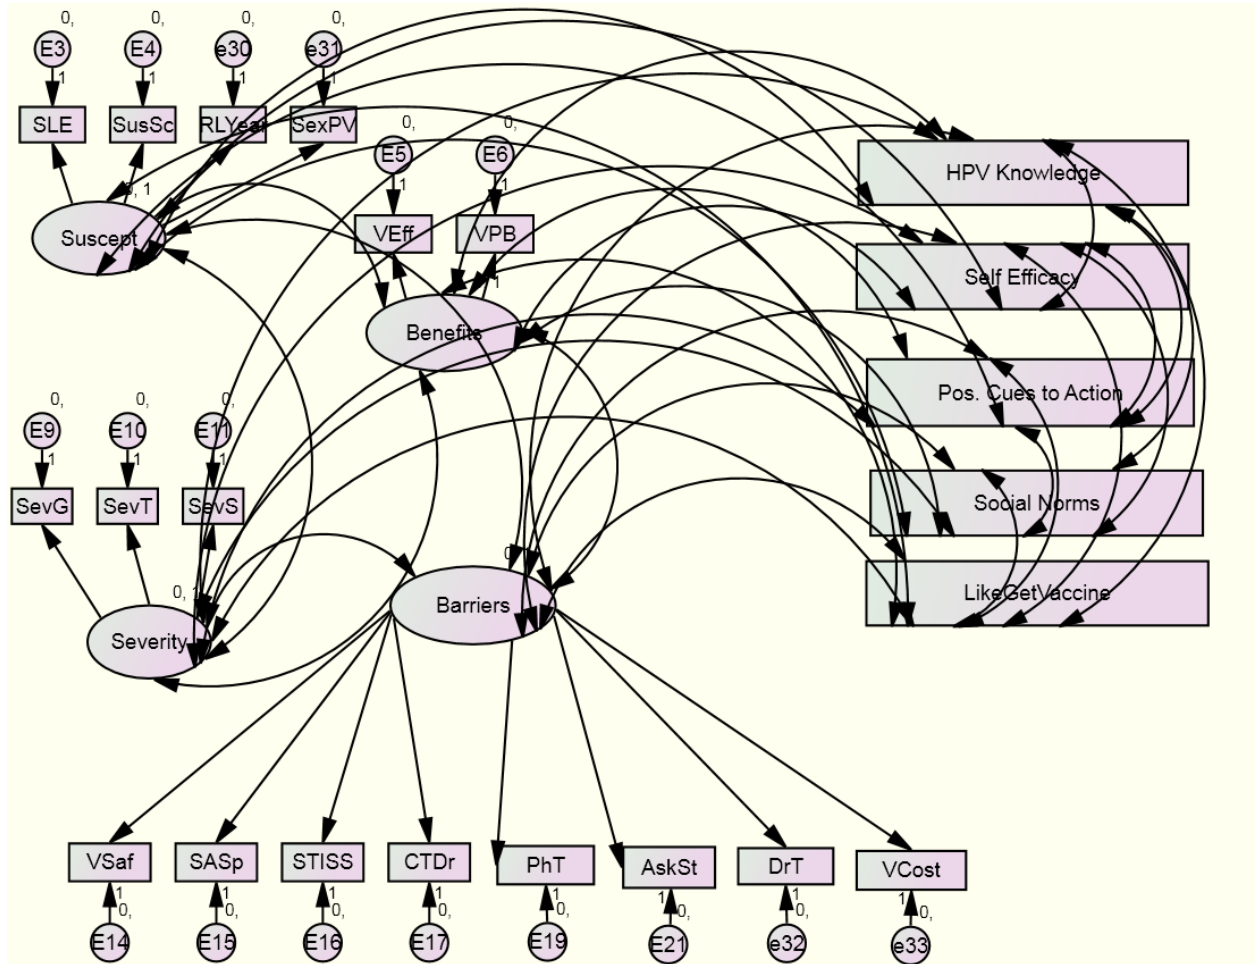 0, 0, 0, 0,
E3 E4 e30 e31
1 1 1 1
SLE SusSc RLYear SexPV
0, 0,
E5 E6
1 1
HPV Knowledge
0, 1
Suscept
VEff VPB
Self Efficacy
1
Benefits
Pos. Cues to Action
0, 0, 0,
E9 E10 E11
1 1 1
SevG SevT SevS
Social Norms
0,
0,
LikeGetVaccine
Barriers
Severity
VSaf SASp STISS CTDr PhT AskSt DrT VCost
1 1 1 1 1 1 1 1
0, 0, 0, 0, 0, 0, 0, 0,
E14 E15 E16 E17 E19 E21 e32 e33